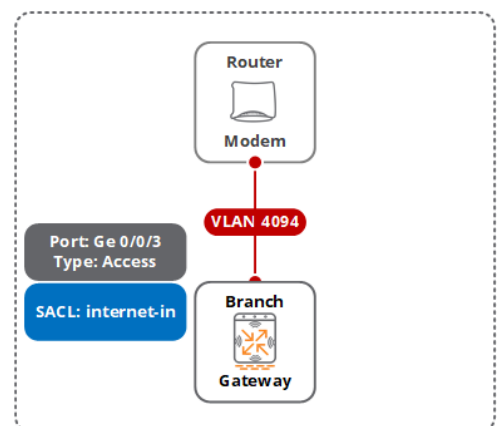 Router
Modem
VLAN 4094
Port: Ge 0/0/3
Type: Access
SACL: internet-in
Branch
Gateway